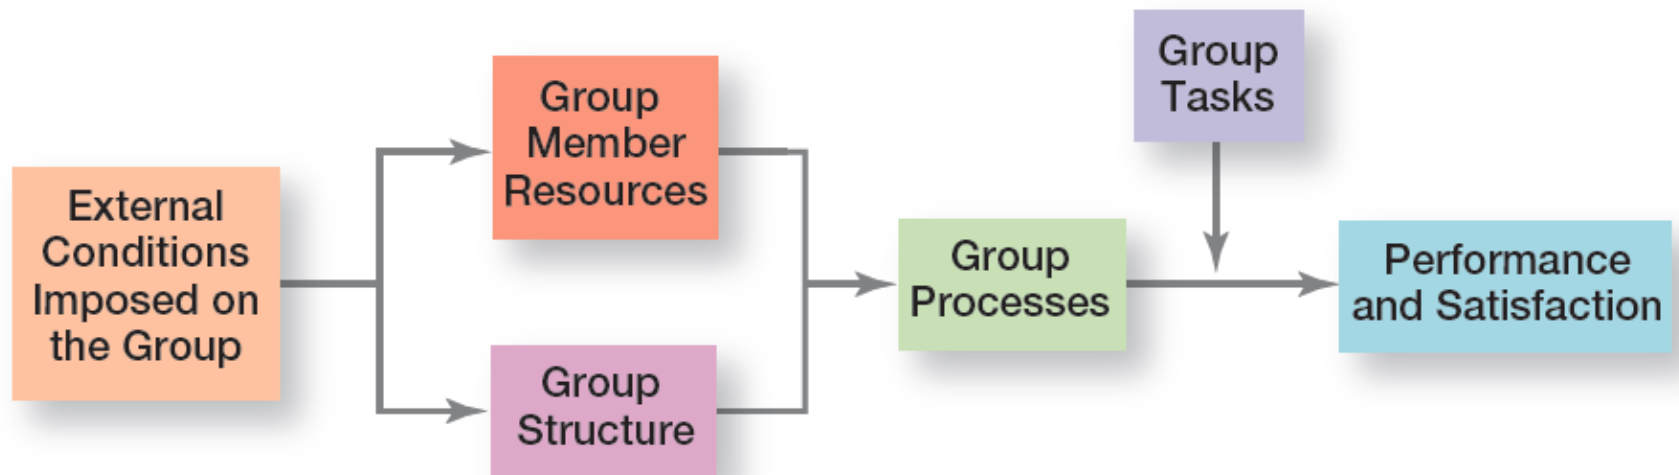 External
Conditions
Imposed on
the Group
Group
Member
Resources
Group
Structure
Group
Processes
Group
Tasks
Performance
and Satisfaction